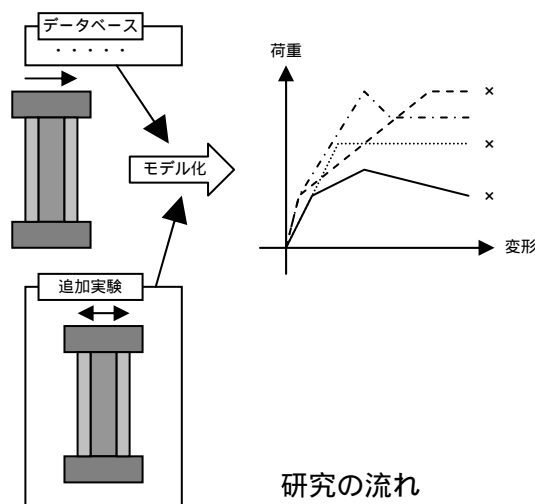 データベース
・・・・・
モデル化
追加実験
荷重
×
×
×
変形
研究の流れ